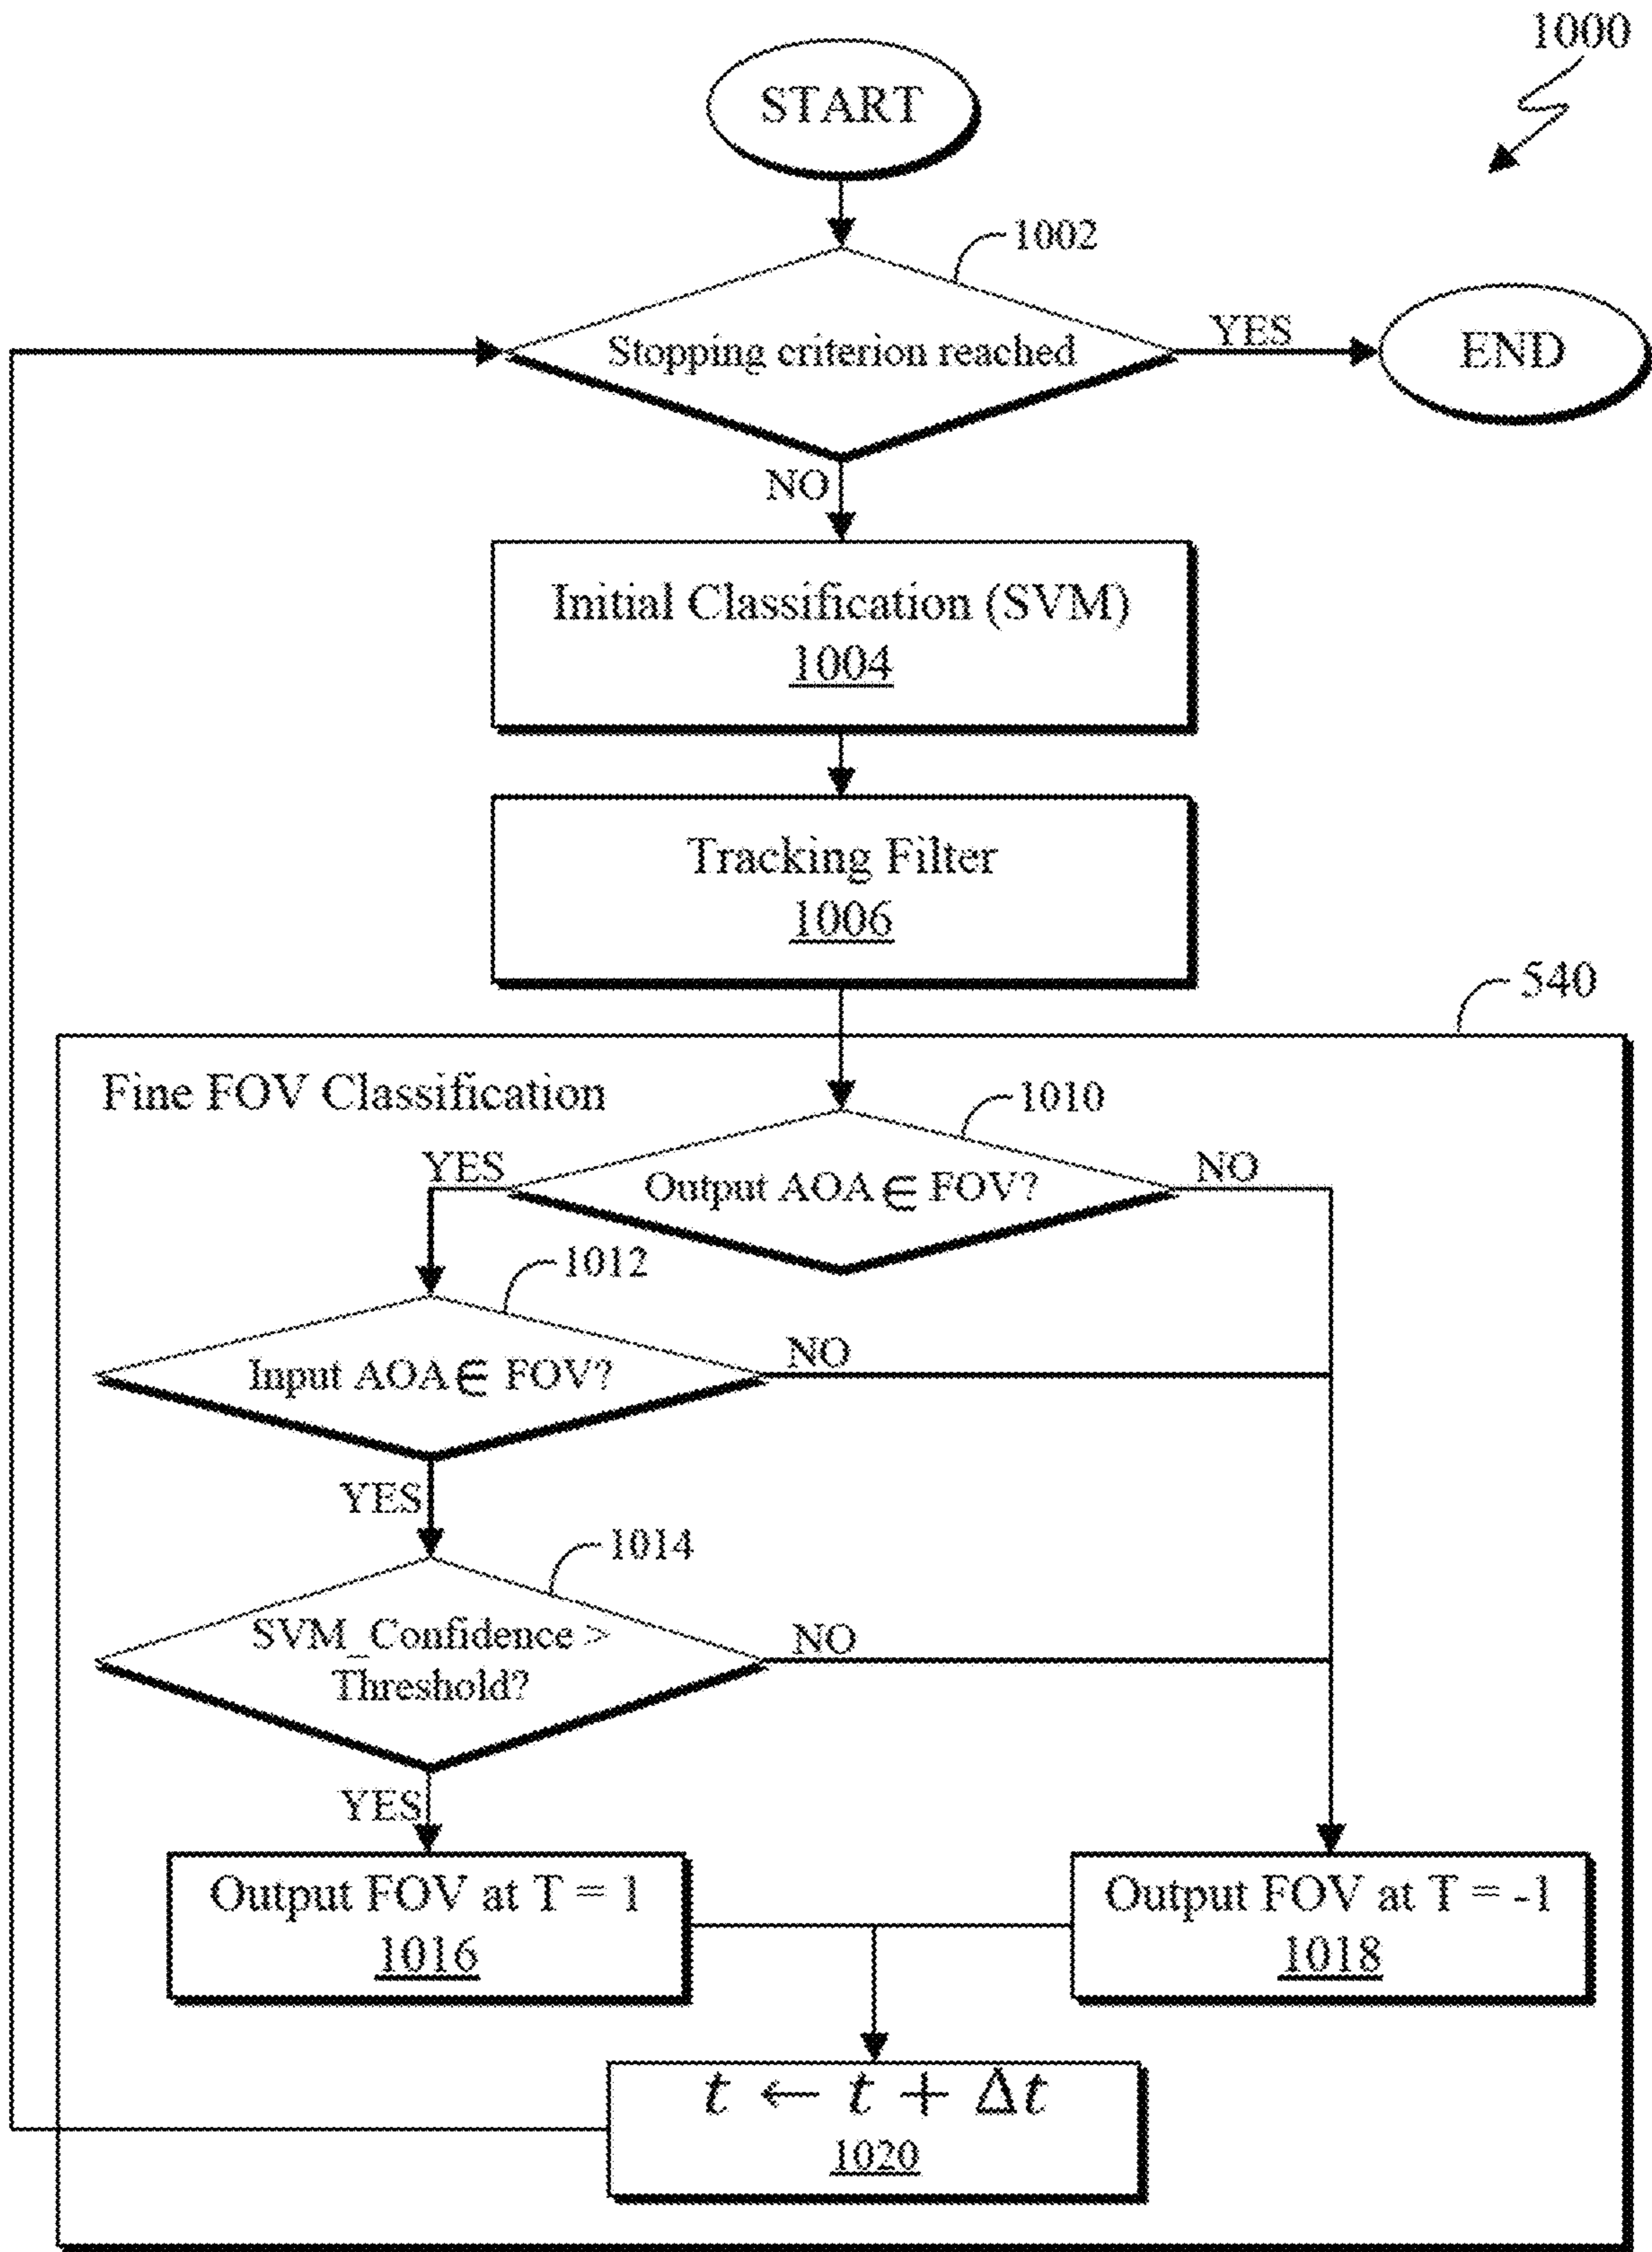 1000
START
1002
Stopping criterion reached
YES
END
NO
Initial Classification (SVM)
1004
Tracking Filter
1006
540
Fine FOV Classification
1010
YES
Output AOA ∈ FOV?
NO
1012
Input AOA ∈ FOV?
NO
YES
1014
SVM_Confidence >
Threshold?
NO
YES
Output FOV at T = 1
1016
Output FOV at T = -1
1018
t ← t + Δt
1020